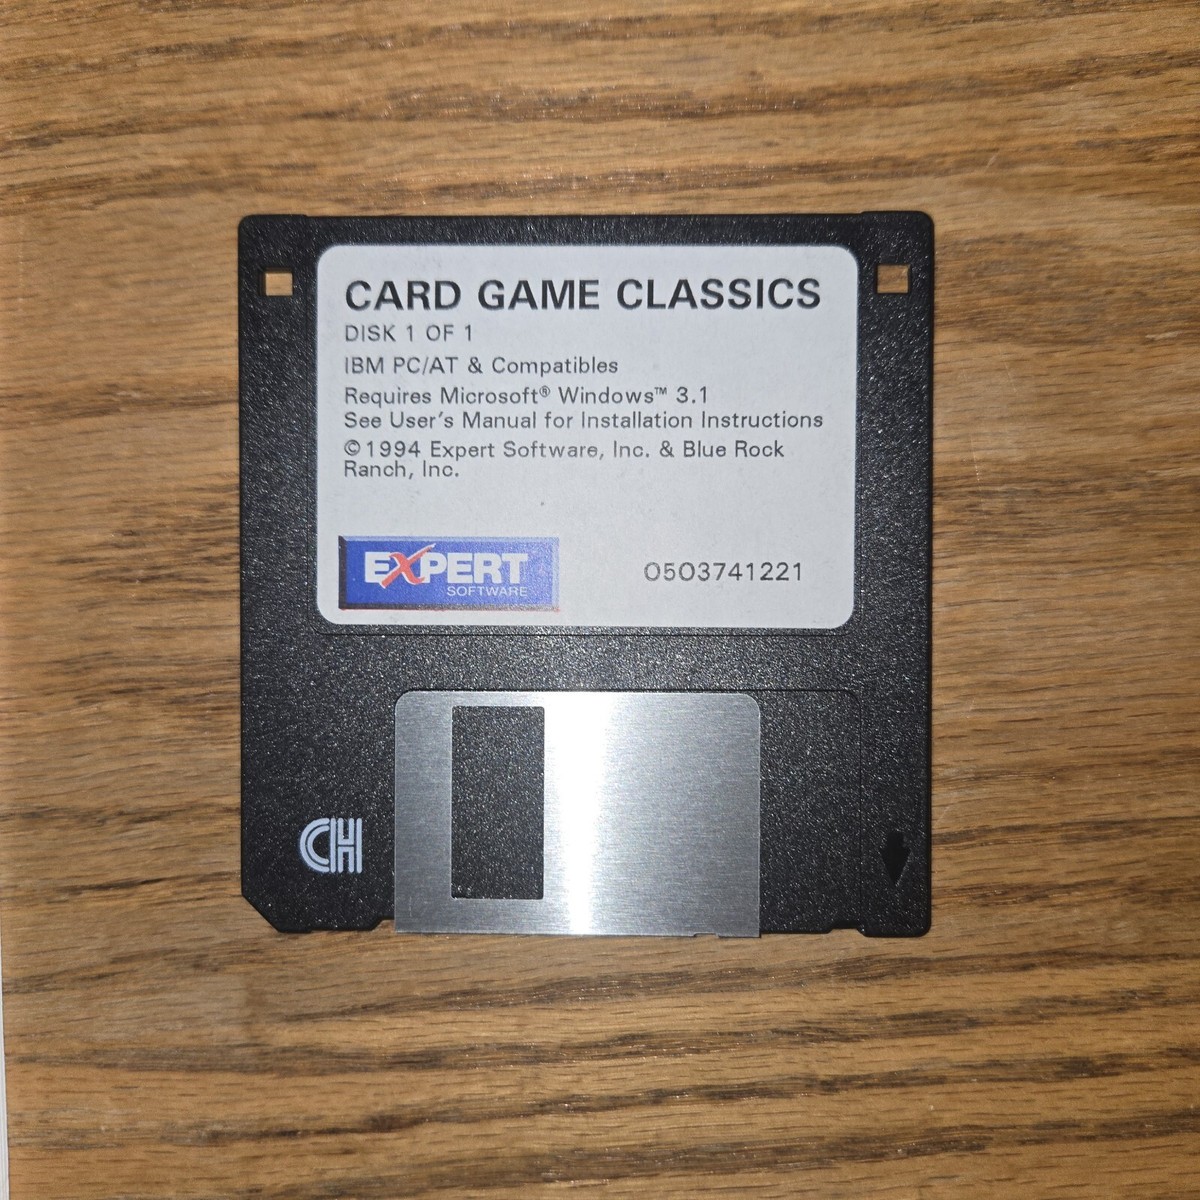 CARD GAME CLASSICS
DISK 1 OF 1
IBM PC/AT & Compatibles
Requires Microsoft® Windows™ 3.1
See User's Manual for Installation Instructions
©1994 Expert Software, Inc. & Blue Rock
Ranch, Inc.
EXPERT
SOFTWARE
0503741221
CH